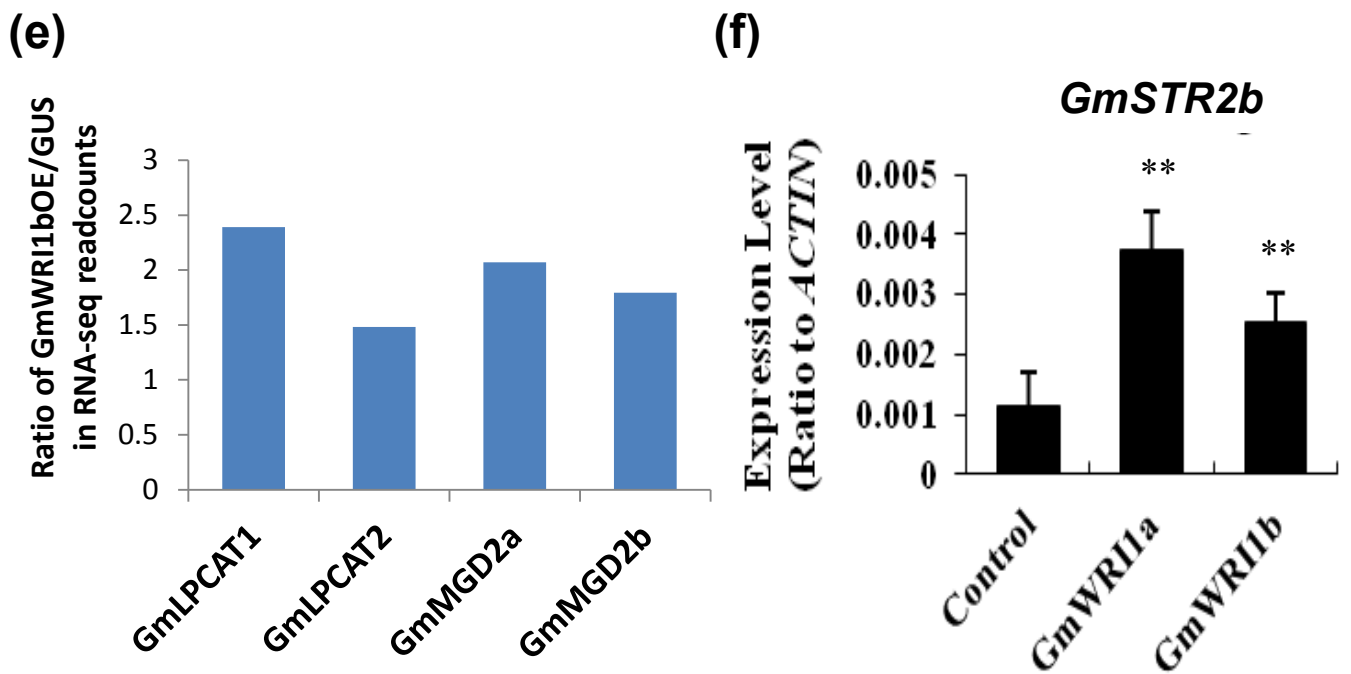 (e)
Ratio of GmWRI1bOE/GUS
in RNA-seq readcounts
3
2.5
2
1.5
1
0.5
0
GmLPCAT1
GmLPCAT2
GmMGD2a
GmMGD2b
(f)
GmSTR2b
Expression Level
(Ratio to ACTIN)
0.005
0.004
0.003
0.002
0.001
0
**
**
Control
GmWRI1a
GmWRI1b